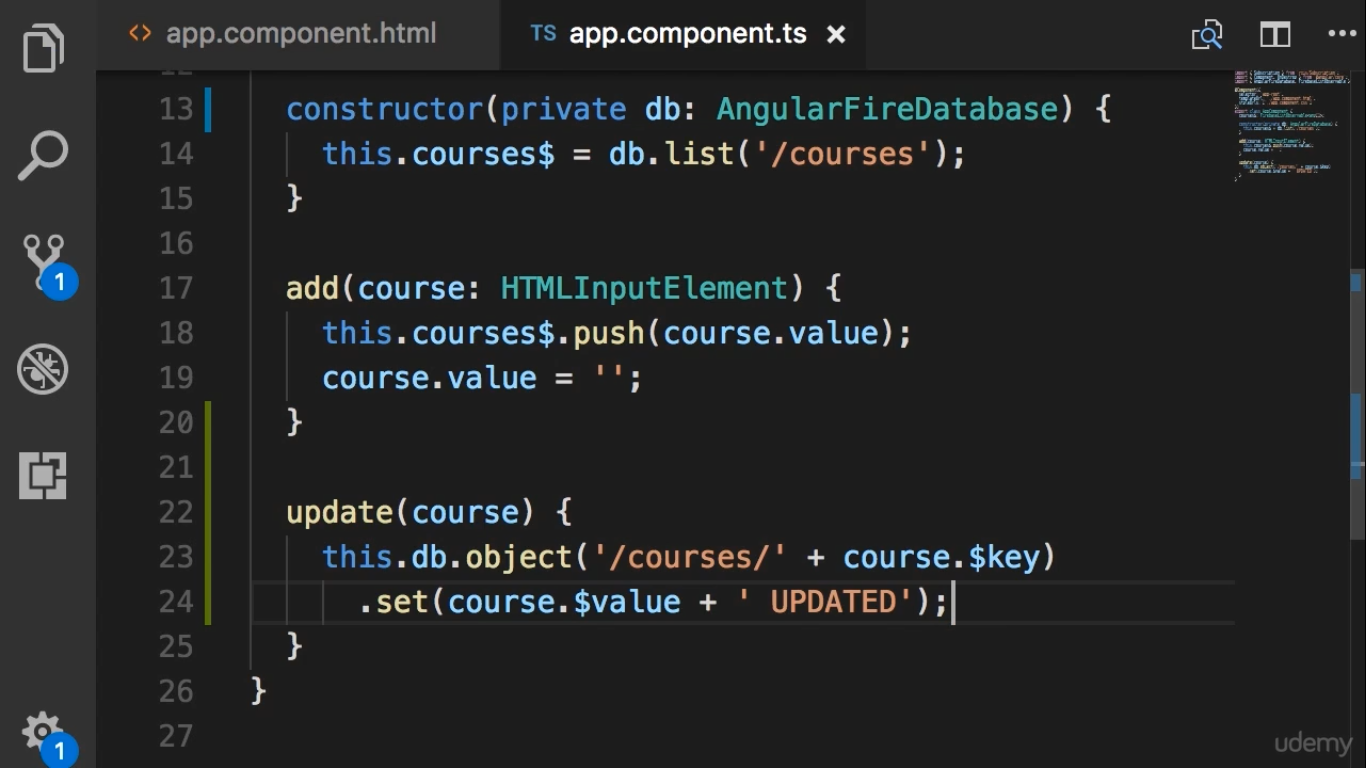 app.component.html
TS app.component.ts
13 constructor(private db: AngularFireDatabase) {
14 this.courses$ = db.list('/courses');
15 }
16
17 add(course: HTMLInputElement) {
18 this.courses$.push(course.value);
19 course.value = '';
20 }
21
22 update(course) {
23 this.db.object('/courses/' + course.$key)
24 .set(course.$value + ' UPDATED');
25 }
26 }
27
1
1
udemy